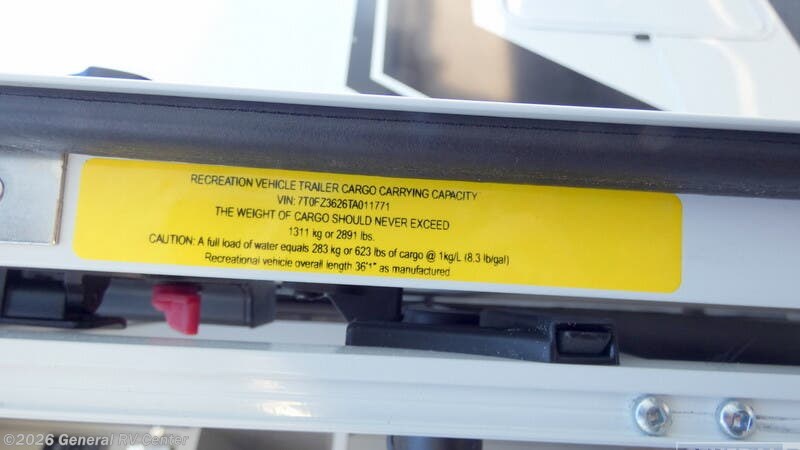 RECREATION VEHICLE TRAILER CARGO CARRYING CAPACITY
VIN: 7T0FZ3626TA011771
THE WEIGHT OF CARGO SHOULD NEVER EXCEED
1311 kg or 2891 lbs.
CAUTION: A full load of water equals 283 kg or 623 lbs of cargo @ 1kg/L (8.3 lb/gal)
Recreational vehicle overall length 36'1" as manufactured
©2026 General RV Center